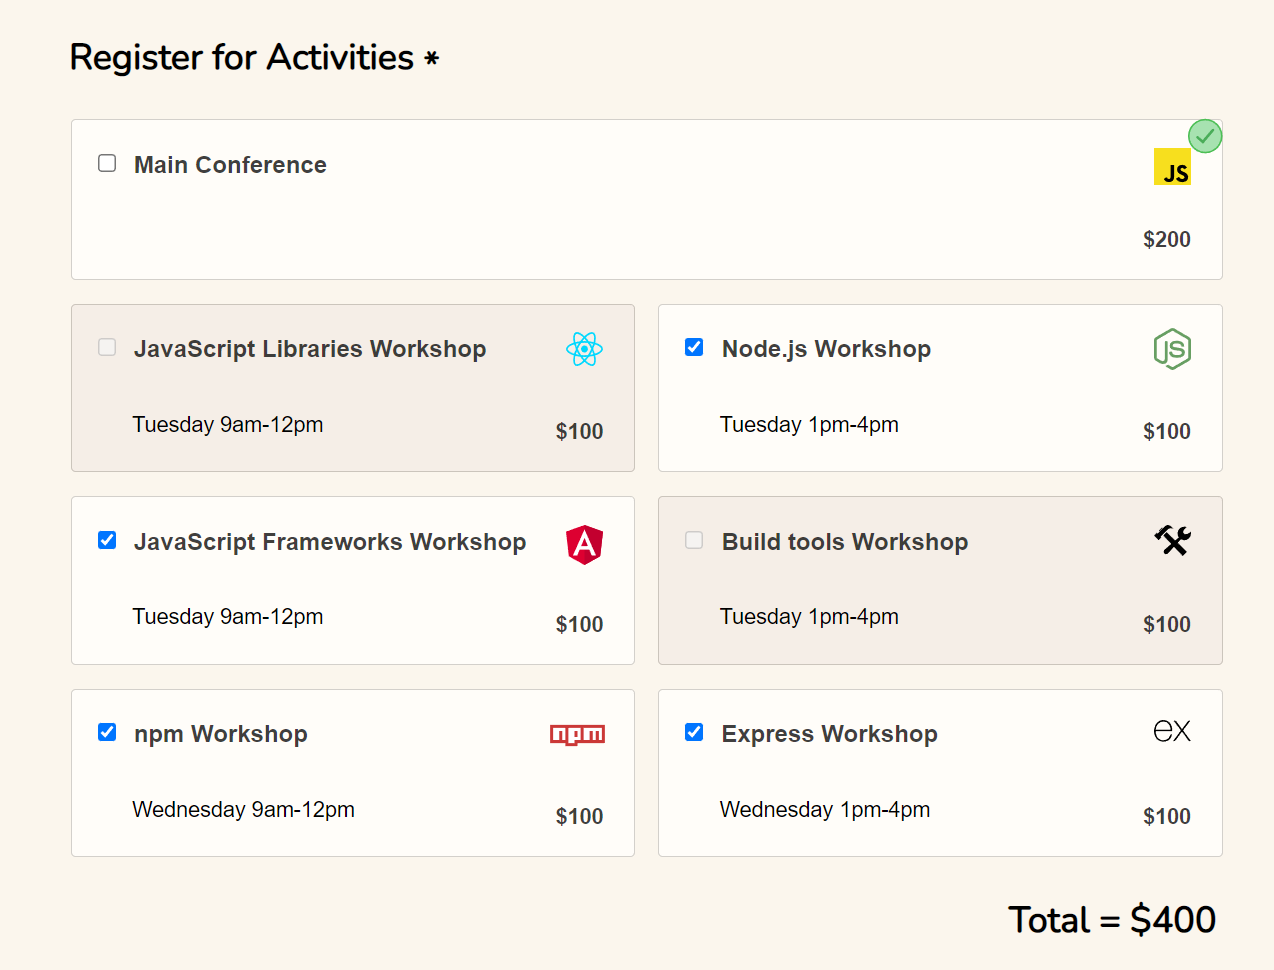 Register for Activities *
Main Conference
JS
$200
JavaScript Libraries Workshop
Tuesday 9am-12pm
$100
Node.js Workshop
JS
Tuesday 1pm-4pm
$100
JavaScript Frameworks Workshop
A
Tuesday 9am-12pm
$100
Build tools Workshop
Tuesday 1pm-4pm
$100
npm Workshop
npm
Wednesday 9am-12pm
$100
Express Workshop
ex
Wednesday 1pm-4pm
$100
Total = $400